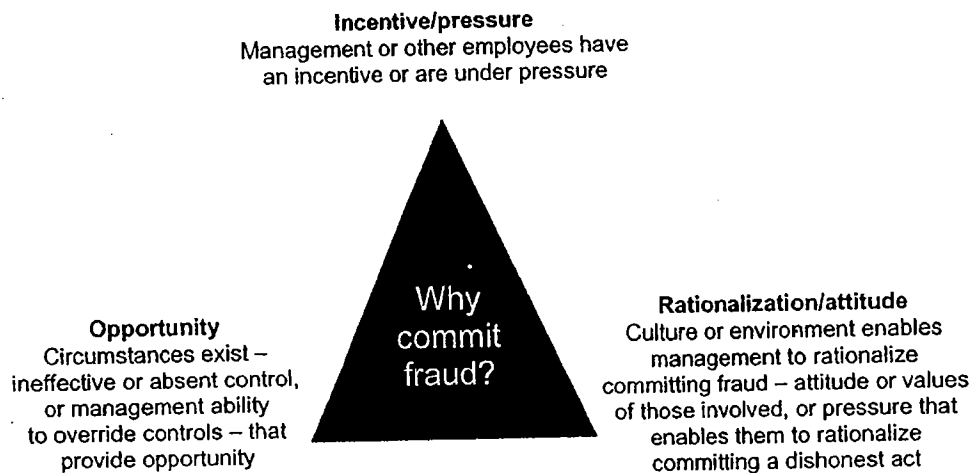 Incentive/pressure
Management or other employees have
an incentive or are under pressure
Why
commit
fraud?
Opportunity
Circumstances exist –
ineffective or absent control,
or management ability
to override controls – that
provide opportunity
Rationalization/attitude
Culture or environment enables
management to rationalize
committing fraud – attitude or values
of those involved, or pressure that
enables them to rationalize
committing a dishonest act